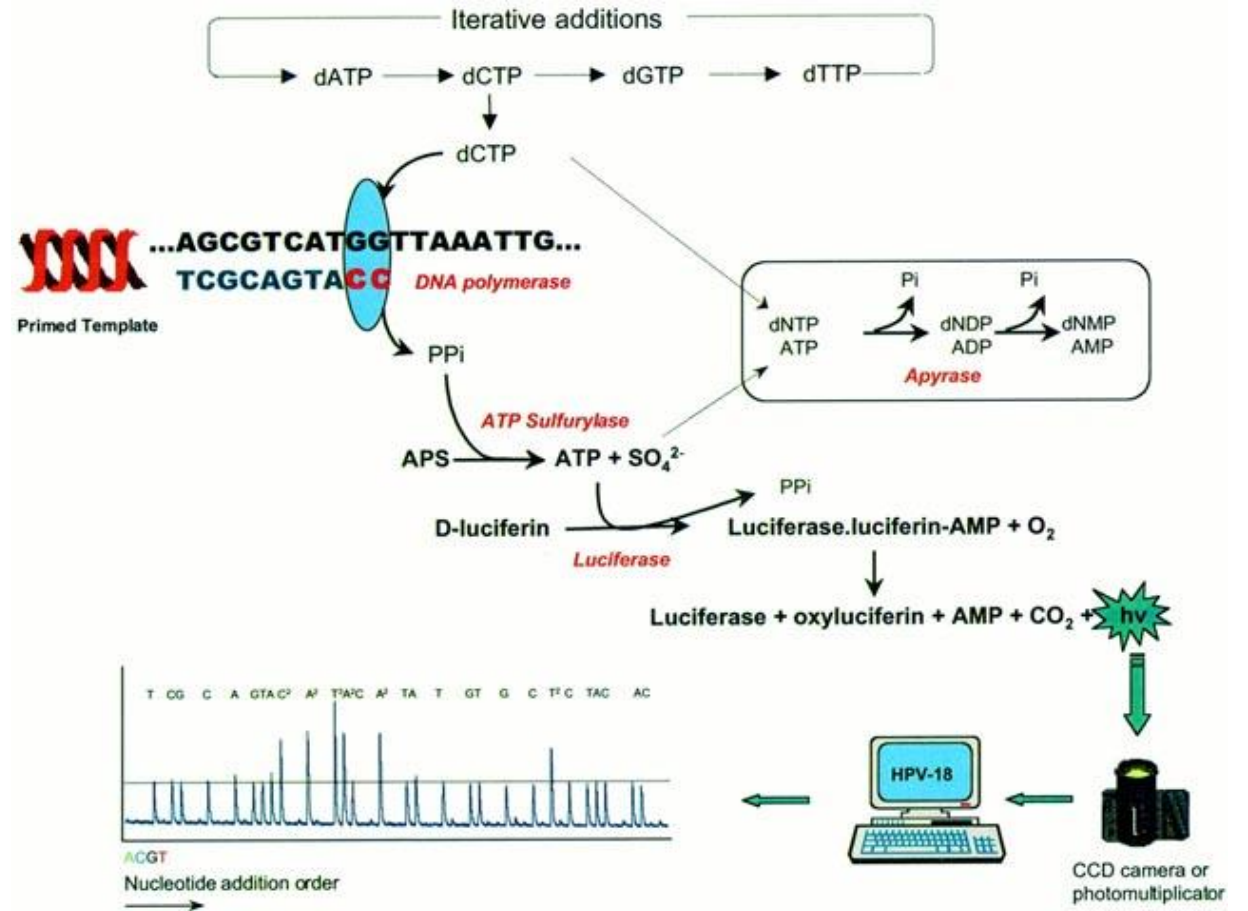 Iterative additions
dATP dCTP dGTP dTTP
dCTP
...AGCGTCATGGTTAAATTG...
TCGCAGTACC DNA polymerase
Primed Template
PPi
Pi Pi
dNTP dNDP dNMP
ATP ADP AMP
Apyrase
ATP Sulfurylase
APS ATP + SO₄²⁻
PPi
D-luciferin Luciferase.luciferin-AMP + O₂
Luciferase
Luciferase + oxyluciferin + AMP + CO₂ + hv
T CG C A GTA C² A² T³A²C A² TA T GT G C T² C TAC AC
HPV-18
ACGT
Nucleotide addition order
CCD camera or
photomultiplicator